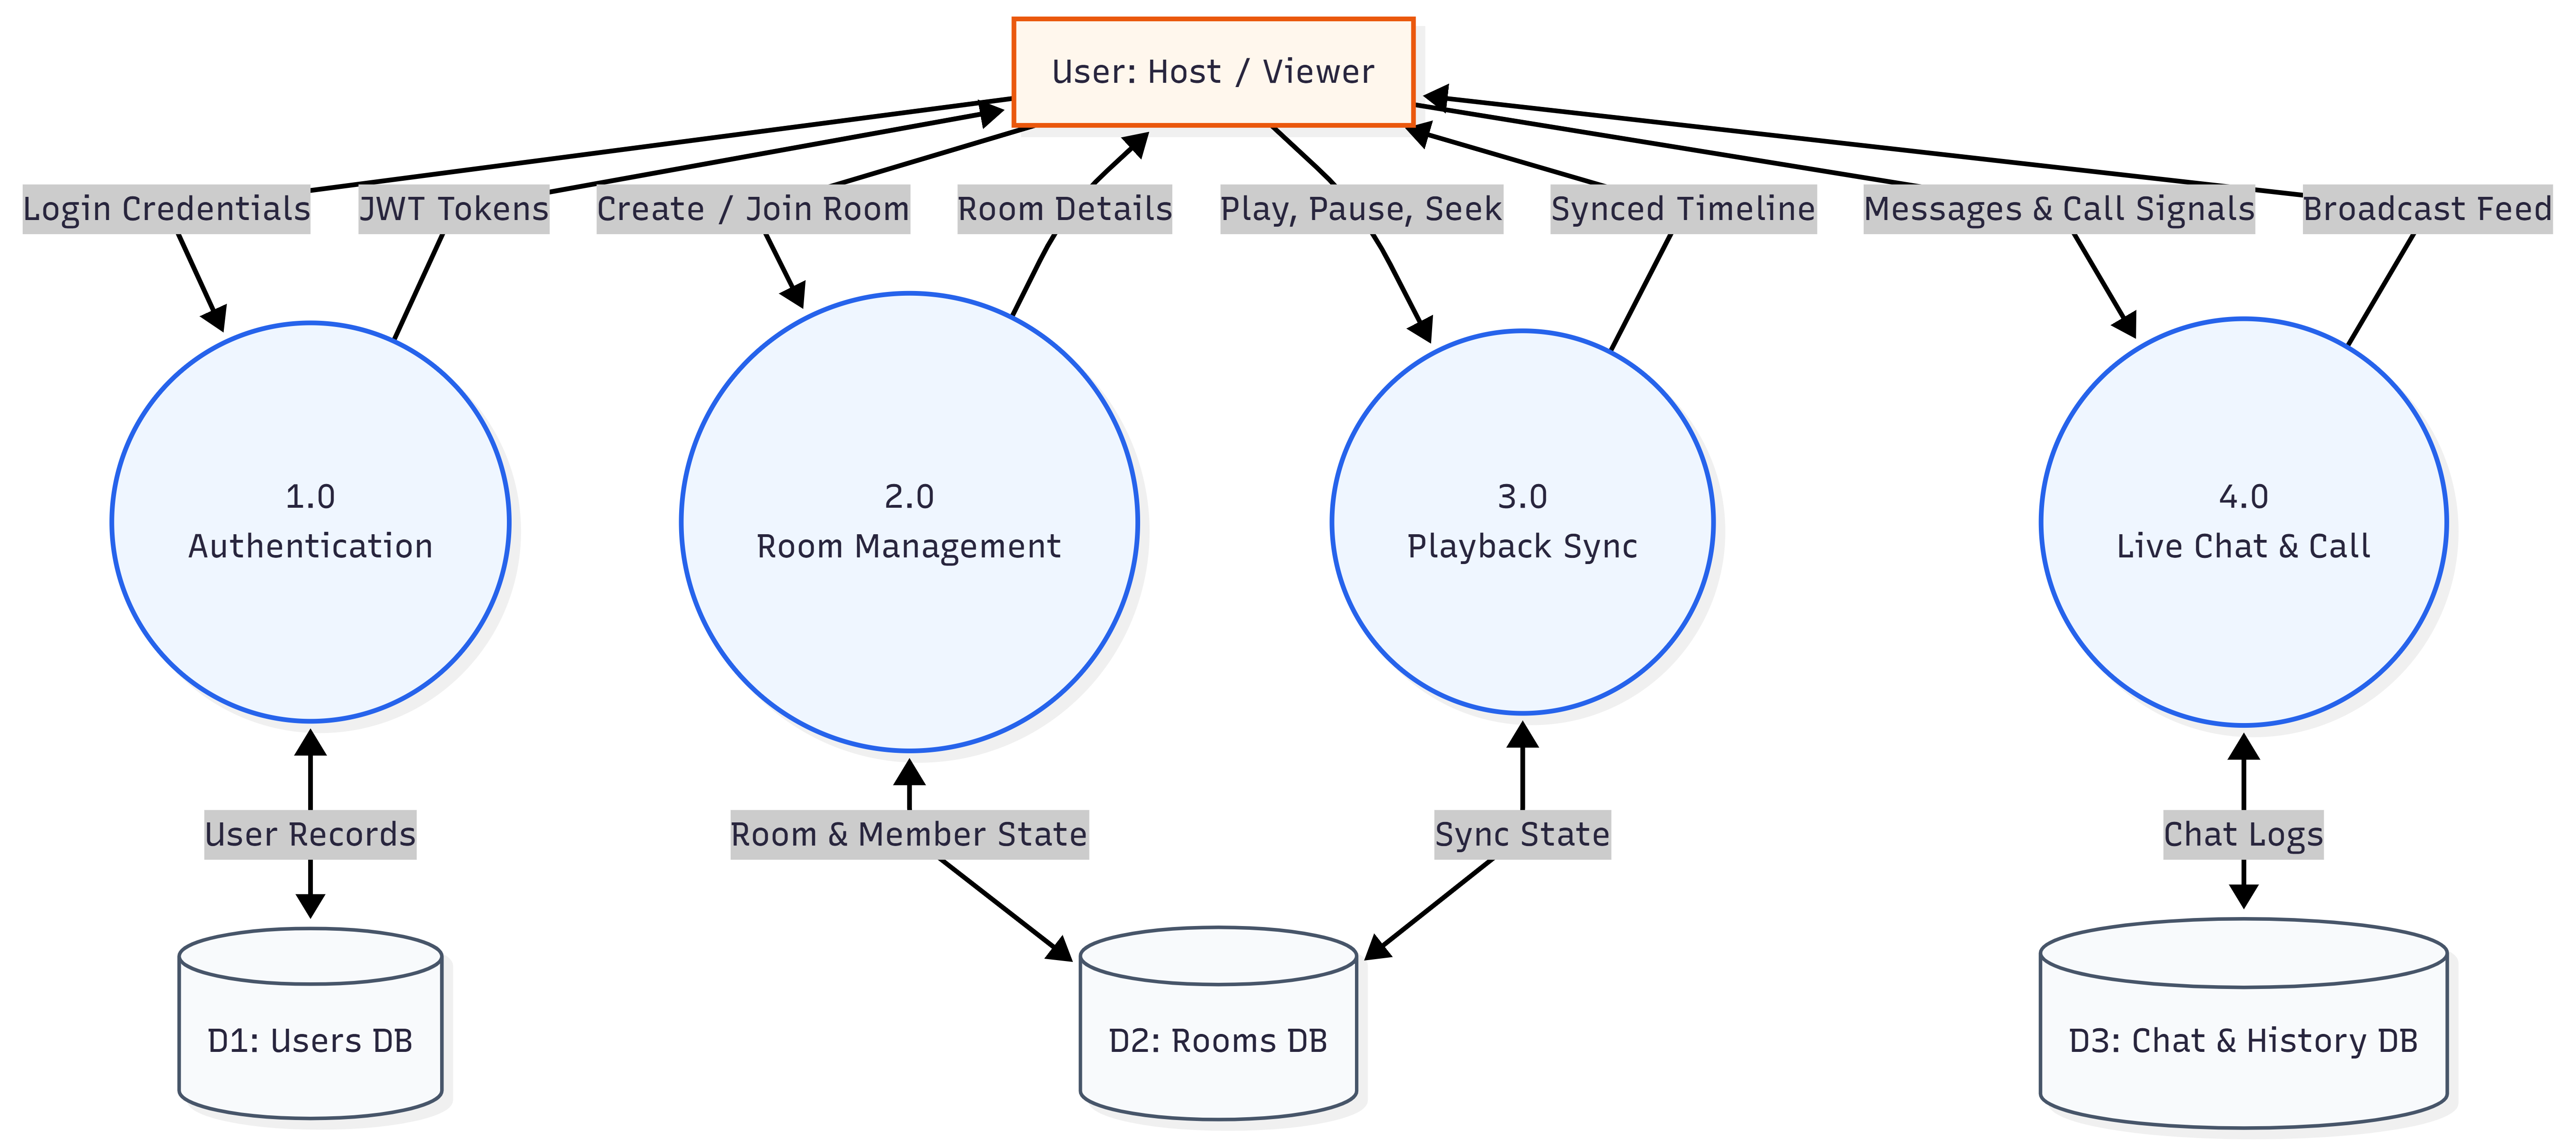 User: Host / Viewer
Login Credentials
JWT Tokens
Create / Join Room
Room Details
Play, Pause, Seek
Synced Timeline
Messages & Call Signals
Broadcast Feed
1.0
Authentication
2.0
Room Management
3.0
Playback Sync
4.0
Live Chat & Call
User Records
Room & Member State
Sync State
Chat Logs
D1: Users DB
D2: Rooms DB
D3: Chat & History DB